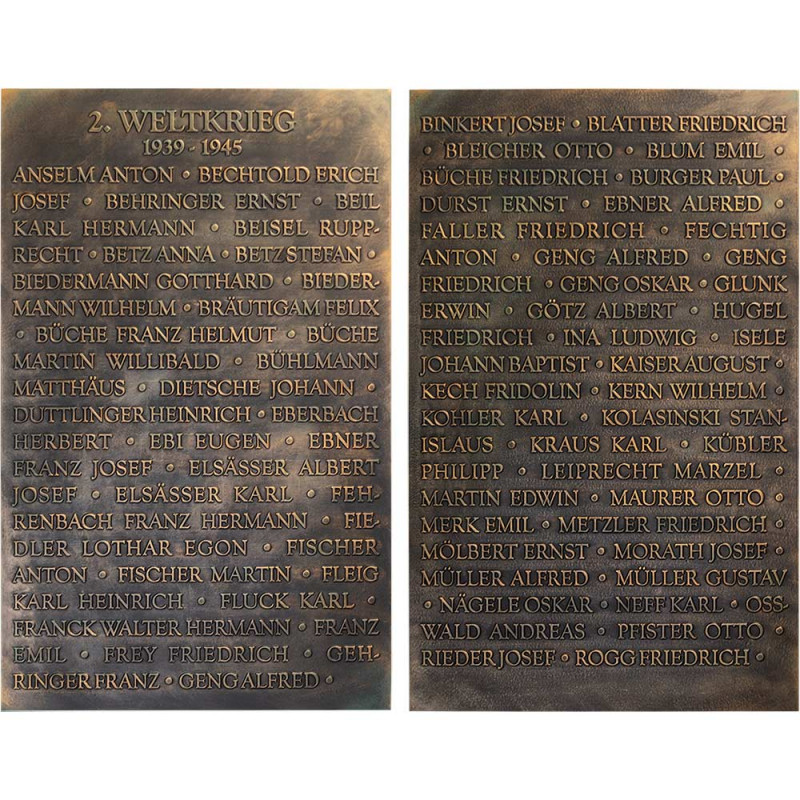 2. WELTKRIEG
1939 - 1945
ANSELM ANTON • BECHTOLD ERICH
JOSEF • BEHRINGER ERNST • BEIL
KARL HERMANN • BEISEL RUPP-
RECHT • BETZ ANNA • BETZ STEFAN •
BIEDERMANN GOTTHARD • BIEDER-
MANN WILHELM • BRÄUTIGAM FELIX
• BÜCHE FRANZ HELMUT • BÜCHE
MARTIN WILLIBALD • BÜHLMANN
MATTHÄUS • DIETSCHE JOHANN •
DUTTLINGER HEINRICH • EBERBACH
HERBERT • EBI EUGEN • EBNER
FRANZ JOSEF • ELSÄSSER ALBERT
JOSEF • ELSÄSSER KARL • FEH-
RENBACH FRANZ HERMANN • FIE-
DLER LOTHAR EGON • FISCHER
ANTON • FISCHER MARTIN • FLEIG
KARL HEINRICH • FLUCK KARL •
FRANCK WALTER HERMANN • FRANZ
EMIL • FREY FRIEDRICH • GEH-
RINGER FRANZ • GENG ALFRED •
BINKERT JOSEF • BLATTER FRIEDRICH
• BLEICHER OTTO • BLUM EMIL •
BÜCHE FRIEDRICH • BURGER PAUL •
DURST ERNST • EBNER ALFRED •
FALLER FRIEDRICH • FECHTIG
ANTON • GENG ALFRED • GENG
FRIEDRICH • GENG OSKAR • GLUNK
ERWIN • GÖTZ ALBERT • HUGEL
FRIEDRICH • INA LUDWIG • ISELE
JOHANN BAPTIST • KAISER AUGUST •
KECH FRIDOLIN • KERN WILHELM •
KOHLER KARL • KOLASINSKI STAN-
ISLAUS • KRAUS KARL • KÜBLER
PHILIPP • LEIPRECHT MARZEL •
MARTIN EDWIN • MAURER OTTO •
MERK EMIL • METZLER FRIEDRICH •
MÖLBERT ERNST • MORATH JOSEF •
MÜLLER ALFRED • MÜLLER GUSTAV
• NÄGELE OSKAR • NEFF KARL • OSS-
WALD ANDREAS • PFISTER OTTO •
RIEDER JOSEF • ROGG FRIEDRICH •